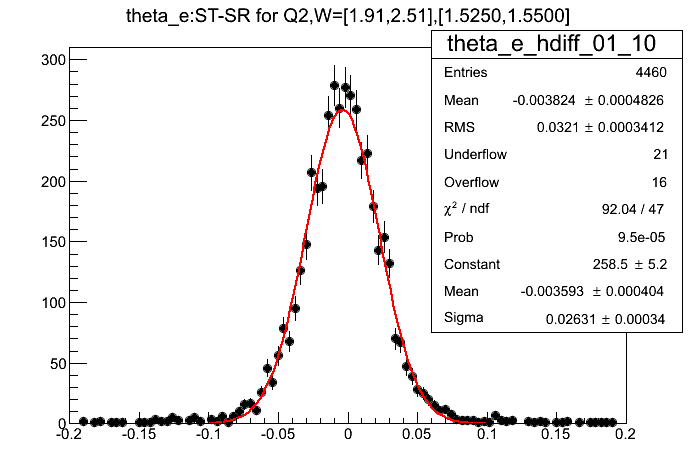 theta_e:ST-SR for Q2,W=[1.91,2.51],[1.5250,1.5500]
theta_e_hdiff_01_10
Entries 4460
Mean -0.003824 ± 0.0004826
RMS 0.0321 ± 0.0003412
Underflow 21
Overflow 16
χ² / ndf 92.04 / 47
Prob 9.5e-05
Constant 258.5 ± 5.2
Mean -0.003593 ± 0.000404
Sigma 0.02631 ± 0.00034
300
250
200
150
100
50
0
-0.2 -0.15 -0.1 -0.05 0 0.05 0.1 0.15 0.2